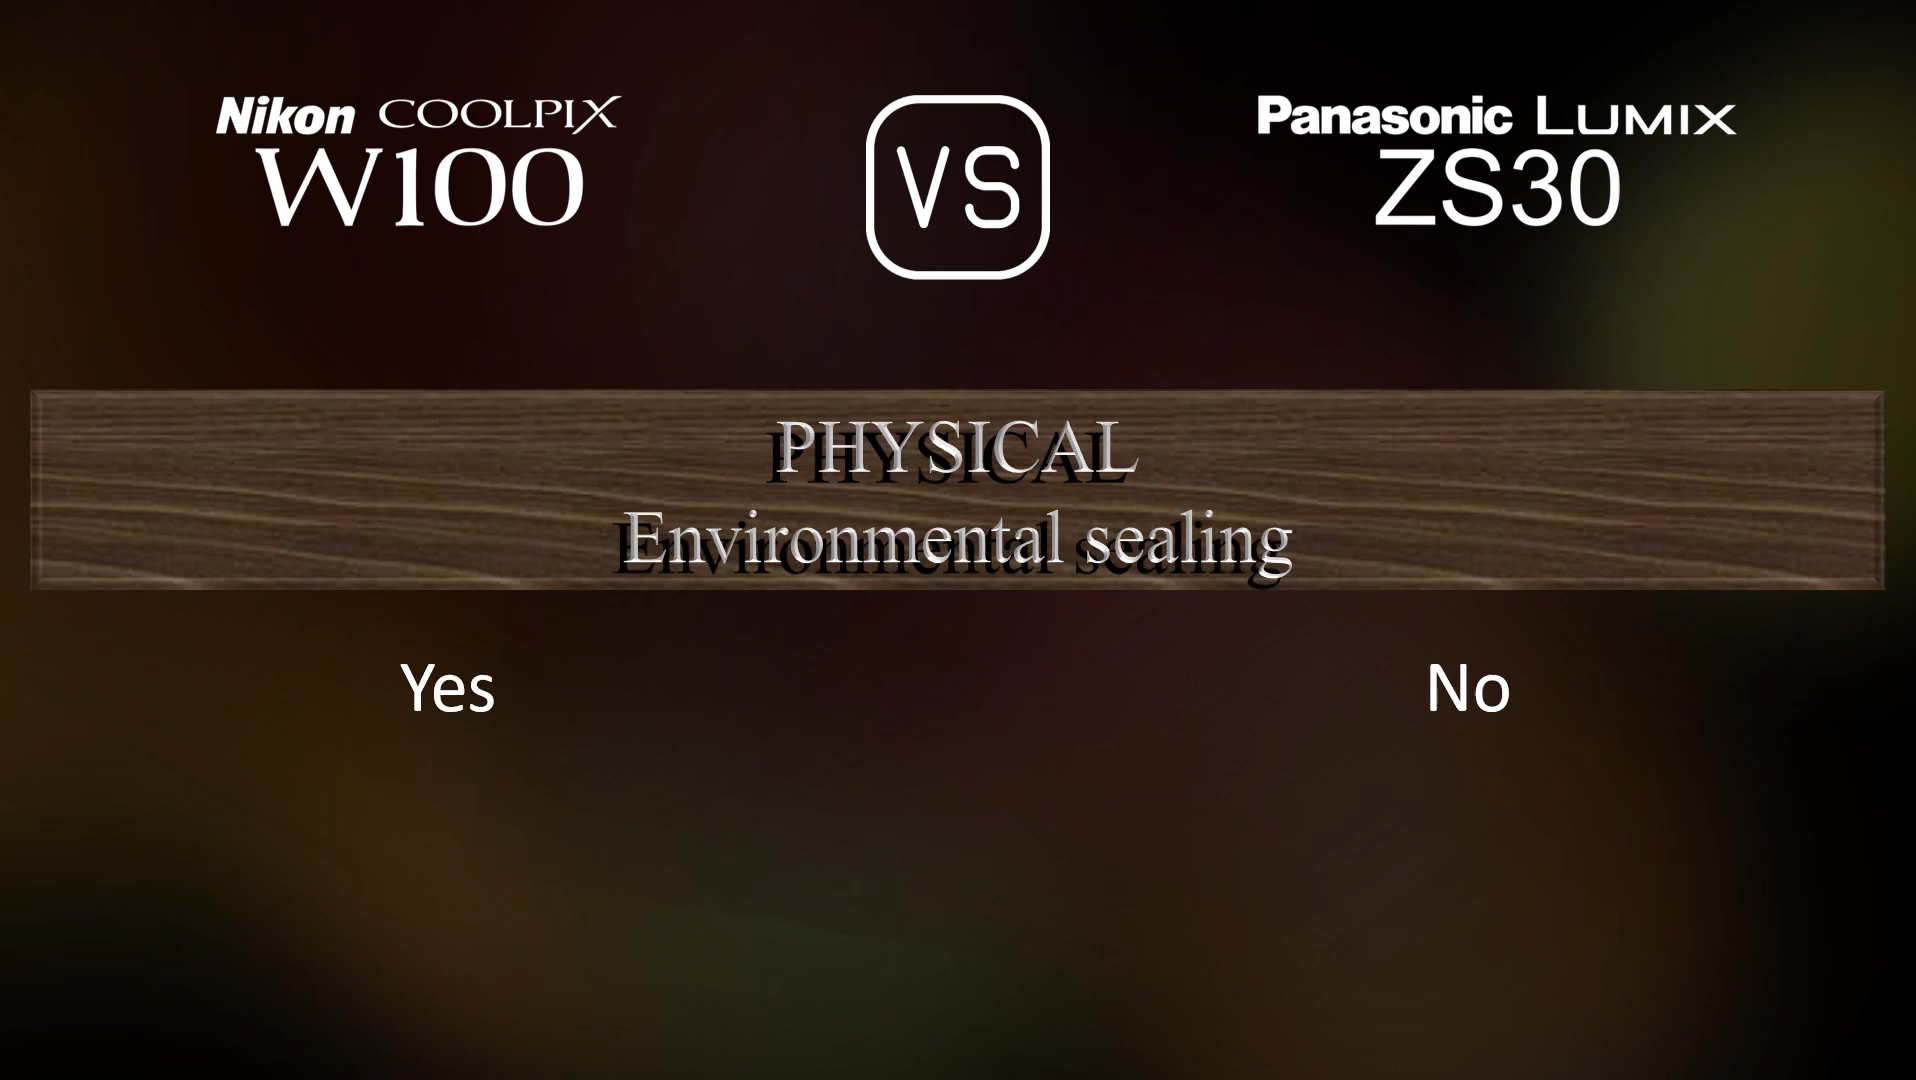 Nikon COOLPIX
W100
VS
Panasonic LUMIX
ZS30
PHYSICAL
Environmental sealing
Yes
No